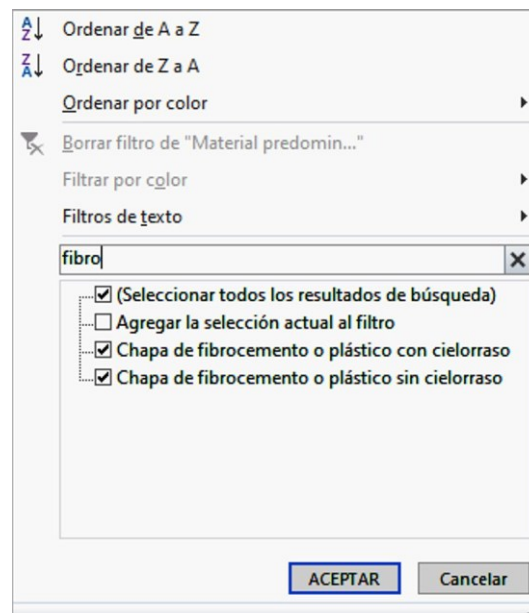 Ordenar de A a Z
Ordenar de Z a A
Ordenar por color
Borrar filtro de "Material predomin..."
Filtrar por color
Filtros de texto
fibro
(Seleccionar todos los resultados de búsqueda)
Agregar la selección actual al filtro
Chapa de fibrocemento o plástico con cielorraso
Chapa de fibrocemento o plástico sin cielorraso
ACEPTAR Cancelar